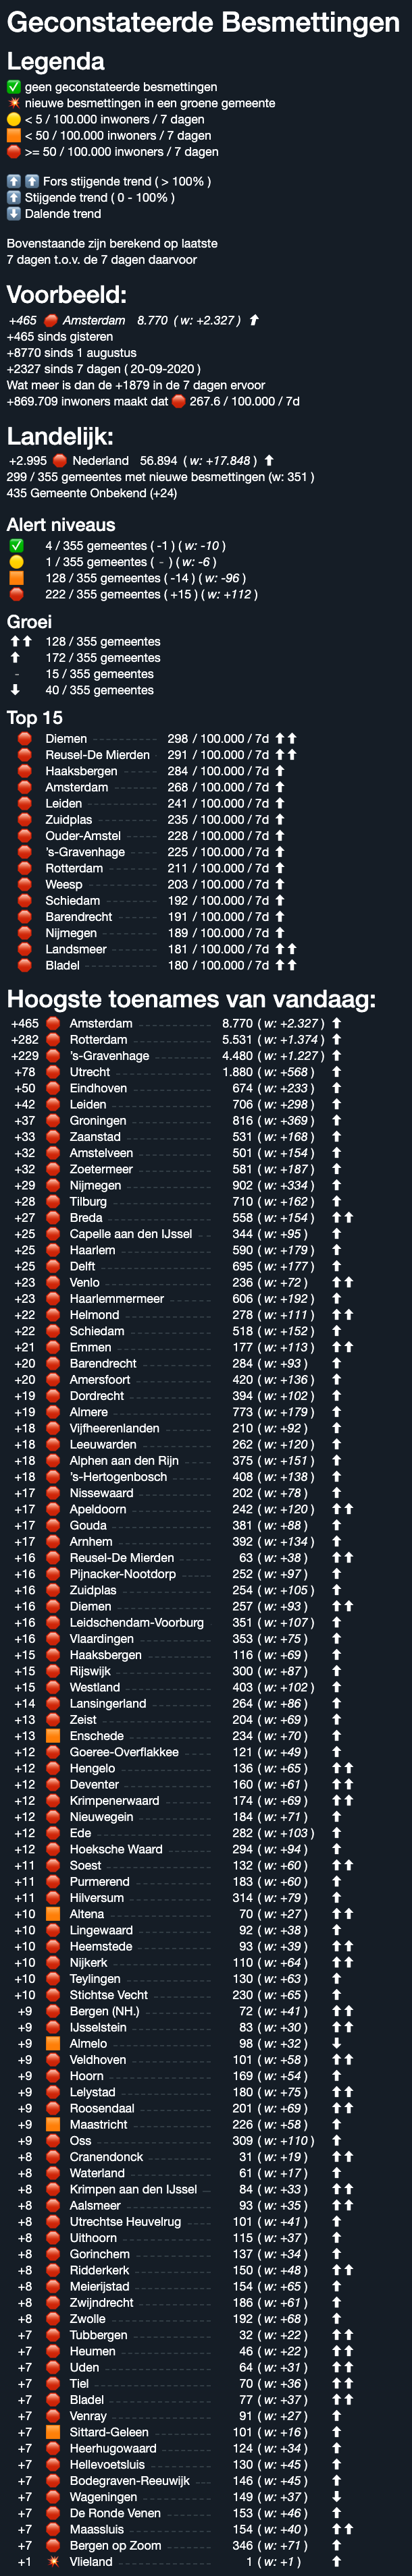 Geconstateerde Besmettingen
Legenda
✅ geen geconstateerde besmettingen
💥 nieuwe besmettingen in een groene gemeente
🟡 < 5 / 100.000 inwoners / 7 dagen
🟧 < 50 / 100.000 inwoners / 7 dagen
🛑 >= 50 / 100.000 inwoners / 7 dagen
⬆️ ⬆️ Fors stijgende trend ( > 100% )
⬆️ Stijgende trend ( 0 - 100% )
⬇️ Dalende trend
Bovenstaande zijn berekend op laatste
7 dagen t.o.v. de 7 dagen daarvoor
Voorbeeld:
+465 🛑 Amsterdam 8.770 ( w: +2.327 ) ⬆
+465 sinds gisteren
+8770 sinds 1 augustus
+2327 sinds 7 dagen ( 20-09-2020 )
Wat meer is dan de +1879 in de 7 dagen ervoor
+869.709 inwoners maakt dat 🛑 267.6 / 100.000 / 7d
Landelijk:
+2.995 🛑 Nederland 56.894 ( w: +17.848 ) ⬆
299 / 355 gemeentes met nieuwe besmettingen (w: 351 )
435 Gemeente Onbekend (+24)
Alert niveaus
✅ 4 / 355 gemeentes ( -1 ) ( w: -10 )
🟡 1 / 355 gemeentes ( - ) ( w: -6 )
🟧 128 / 355 gemeentes ( -14 ) ( w: -96 )
🛑 222 / 355 gemeentes ( +15 ) ( w: +112 )
Groei
⬆⬆ 128 / 355 gemeentes
⬆ 172 / 355 gemeentes
- 15 / 355 gemeentes
⬇ 40 / 355 gemeentes
Top 15
🛑 Diemen 298 / 100.000 / 7d ⬆⬆
🛑 Reusel-De Mierden 291 / 100.000 / 7d ⬆⬆
🛑 Haaksbergen 284 / 100.000 / 7d ⬆
🛑 Amsterdam 268 / 100.000 / 7d ⬆
🛑 Leiden 241 / 100.000 / 7d ⬆
🛑 Zuidplas 235 / 100.000 / 7d ⬆
🛑 Ouder-Amstel 228 / 100.000 / 7d ⬆
🛑 's-Gravenhage 225 / 100.000 / 7d ⬆
🛑 Rotterdam 211 / 100.000 / 7d ⬆
🛑 Weesp 203 / 100.000 / 7d ⬆
🛑 Schiedam 192 / 100.000 / 7d ⬆
🛑 Barendrecht 191 / 100.000 / 7d ⬆
🛑 Nijmegen 189 / 100.000 / 7d ⬆
🛑 Landsmeer 181 / 100.000 / 7d ⬆⬆
🛑 Bladel 180 / 100.000 / 7d ⬆⬆
Hoogste toenames van vandaag:
+465 🛑 Amsterdam 8.770 ( w: +2.327 ) ⬆
+282 🛑 Rotterdam 5.531 ( w: +1.374 ) ⬆
+229 🛑 's-Gravenhage 4.480 ( w: +1.227 ) ⬆
+78 🛑 Utrecht 1.880 ( w: +568 ) ⬆
+50 🛑 Eindhoven 674 ( w: +233 ) ⬆
+42 🛑 Leiden 706 ( w: +298 ) ⬆
+37 🛑 Groningen 816 ( w: +369 ) ⬆
+33 🛑 Zaanstad 531 ( w: +168 ) ⬆
+32 🛑 Amstelveen 501 ( w: +154 ) ⬆
+32 🛑 Zoetermeer 581 ( w: +187 ) ⬆
+29 🛑 Nijmegen 902 ( w: +334 ) ⬆
+28 🛑 Tilburg 710 ( w: +162 ) ⬆
+27 🛑 Breda 558 ( w: +154 ) ⬆⬆
+25 🛑 Capelle aan den IJssel 344 ( w: +95 ) ⬆
+25 🛑 Haarlem 590 ( w: +179 ) ⬆
+25 🛑 Delft 695 ( w: +177 ) ⬆
+23 🛑 Venlo 236 ( w: +72 ) ⬆⬆
+23 🛑 Haarlemmermeer 606 ( w: +192 ) ⬆
+22 🛑 Helmond 278 ( w: +111 ) ⬆⬆
+22 🛑 Schiedam 518 ( w: +152 ) ⬆
+21 🛑 Emmen 177 ( w: +113 ) ⬆⬆
+20 🛑 Barendrecht 284 ( w: +93 ) ⬆
+20 🛑 Amersfoort 420 ( w: +136 ) ⬆
+19 🛑 Dordrecht 394 ( w: +102 ) ⬆
+19 🛑 Almere 773 ( w: +179 ) ⬆
+18 🛑 Vijfheerenlanden 210 ( w: +92 ) ⬆
+18 🛑 Leeuwarden 262 ( w: +120 ) ⬆
+18 🛑 Alphen aan den Rijn 375 ( w: +151 ) ⬆
+18 🛑 's-Hertogenbosch 408 ( w: +138 ) ⬆
+17 🛑 Nissewaard 202 ( w: +78 ) ⬆
+17 🛑 Apeldoorn 242 ( w: +120 ) ⬆⬆
+17 🛑 Gouda 381 ( w: +88 ) ⬆
+17 🛑 Arnhem 392 ( w: +134 ) ⬆
+16 🛑 Reusel-De Mierden 63 ( w: +38 ) ⬆⬆
+16 🛑 Pijnacker-Nootdorp 252 ( w: +97 ) ⬆
+16 🛑 Zuidplas 254 ( w: +105 ) ⬆
+16 🛑 Diemen 257 ( w: +93 ) ⬆⬆
+16 🛑 Leidschendam-Voorburg 351 ( w: +107 ) ⬆
+16 🛑 Vlaardingen 353 ( w: +75 ) ⬆
+15 🛑 Haaksbergen 116 ( w: +69 ) ⬆
+15 🛑 Rijswijk 300 ( w: +87 ) ⬆
+15 🛑 Westland 403 ( w: +102 ) ⬆
+14 🛑 Lansingerland 264 ( w: +86 ) ⬆
+13 🛑 Zeist 204 ( w: +69 ) ⬆
+13 🟧 Enschede 234 ( w: +70 ) ⬆
+12 🛑 Goeree-Overflakkee 121 ( w: +49 ) ⬆
+12 🛑 Hengelo 136 ( w: +65 ) ⬆⬆
+12 🛑 Deventer 160 ( w: +61 ) ⬆⬆
+12 🛑 Krimpenerwaard 174 ( w: +69 ) ⬆⬆
+12 🛑 Nieuwegein 184 ( w: +71 ) ⬆
+12 🛑 Ede 282 ( w: +103 ) ⬆
+12 🛑 Hoeksche Waard 294 ( w: +94 ) ⬆
+11 🛑 Soest 132 ( w: +60 ) ⬆⬆
+11 🛑 Purmerend 183 ( w: +60 ) ⬆
+11 🛑 Hilversum 314 ( w: +79 ) ⬆
+10 🟧 Altena 70 ( w: +27 ) ⬆⬆
+10 🛑 Lingewaard 92 ( w: +38 ) ⬆
+10 🛑 Heemstede 93 ( w: +39 ) ⬆⬆
+10 🛑 Nijkerk 110 ( w: +64 ) ⬆⬆
+10 🛑 Teylingen 130 ( w: +63 ) ⬆
+10 🛑 Stichtse Vecht 230 ( w: +65 ) ⬆
+9 🛑 Bergen (NH.) 72 ( w: +41 ) ⬆⬆
+9 🛑 IJsselstein 83 ( w: +30 ) ⬆⬆
+9 🟧 Almelo 98 ( w: +32 ) ⬇
+9 🛑 Veldhoven 101 ( w: +58 ) ⬆⬆
+9 🛑 Hoorn 169 ( w: +54 ) ⬆
+9 🛑 Lelystad 180 ( w: +75 ) ⬆⬆
+9 🛑 Roosendaal 201 ( w: +69 ) ⬆⬆
+9 🟧 Maastricht 226 ( w: +58 ) ⬆
+9 🛑 Oss 309 ( w: +110 ) ⬆
+8 🛑 Cranendonck 31 ( w: +19 ) ⬆⬆
+8 🛑 Waterland 61 ( w: +17 ) ⬆
+8 🛑 Krimpen aan den IJssel 84 ( w: +33 ) ⬆⬆
+8 🛑 Aalsmeer 93 ( w: +35 ) ⬆⬆
+8 🛑 Utrechtse Heuvelrug 101 ( w: +41 ) ⬆
+8 🛑 Uithoorn 115 ( w: +37 ) ⬆
+8 🛑 Gorinchem 137 ( w: +34 ) ⬆
+8 🛑 Ridderkerk 150 ( w: +48 ) ⬆⬆
+8 🛑 Meierijstad 154 ( w: +65 ) ⬆
+8 🛑 Zwijndrecht 186 ( w: +61 ) ⬆
+8 🛑 Zwolle 192 ( w: +68 ) ⬆
+7 🛑 Tubbergen 32 ( w: +22 ) ⬆⬆
+7 🛑 Heumen 46 ( w: +22 ) ⬆⬆
+7 🛑 Uden 64 ( w: +31 ) ⬆⬆
+7 🛑 Tiel 70 ( w: +36 ) ⬆⬆
+7 🛑 Bladel 77 ( w: +37 ) ⬆⬆
+7 🛑 Venray 91 ( w: +27 ) ⬆
+7 🟧 Sittard-Geleen 101 ( w: +16 ) ⬆
+7 🛑 Heerhugowaard 124 ( w: +34 ) ⬆
+7 🛑 Hellevoetsluis 130 ( w: +45 ) ⬆
+7 🛑 Bodegraven-Reeuwijk 146 ( w: +45 ) ⬆
+7 🛑 Wageningen 149 ( w: +37 ) ⬇
+7 🛑 De Ronde Venen 153 ( w: +46 ) ⬆
+7 🛑 Maassluis 154 ( w: +40 ) ⬆⬆
+7 🛑 Bergen op Zoom 346 ( w: +71 ) ⬆
+1 💥 Vlieland 1 ( w: +1 ) ⬆